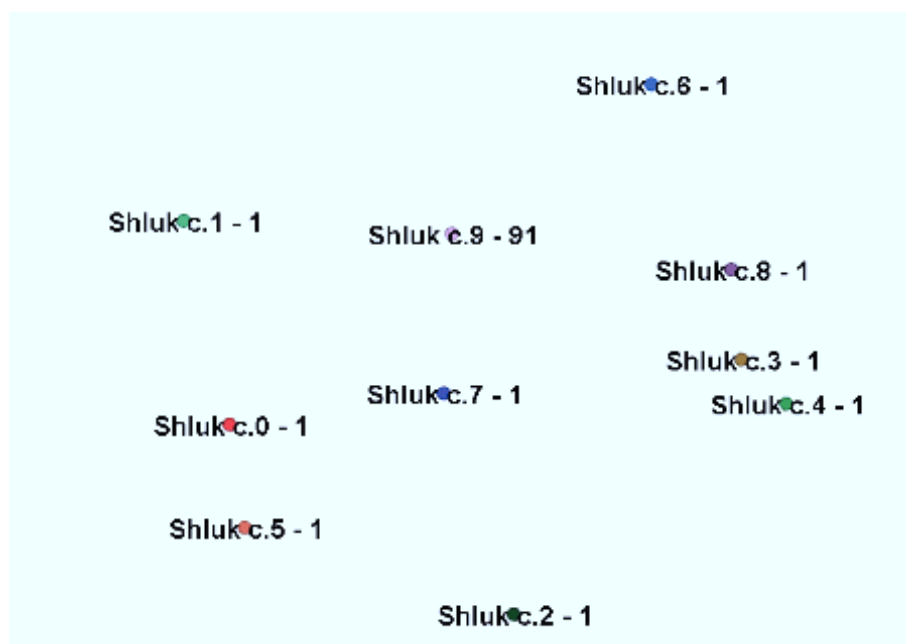 Shluk c.6 - 1
Shluk c.1 - 1
Shluk c.9 - 91
Shluk c.8 - 1
Shluk c.3 - 1
Shluk c.7 - 1
Shluk c.4 - 1
Shluk c.0 - 1
Shluk c.5 - 1
Shluk c.2 - 1